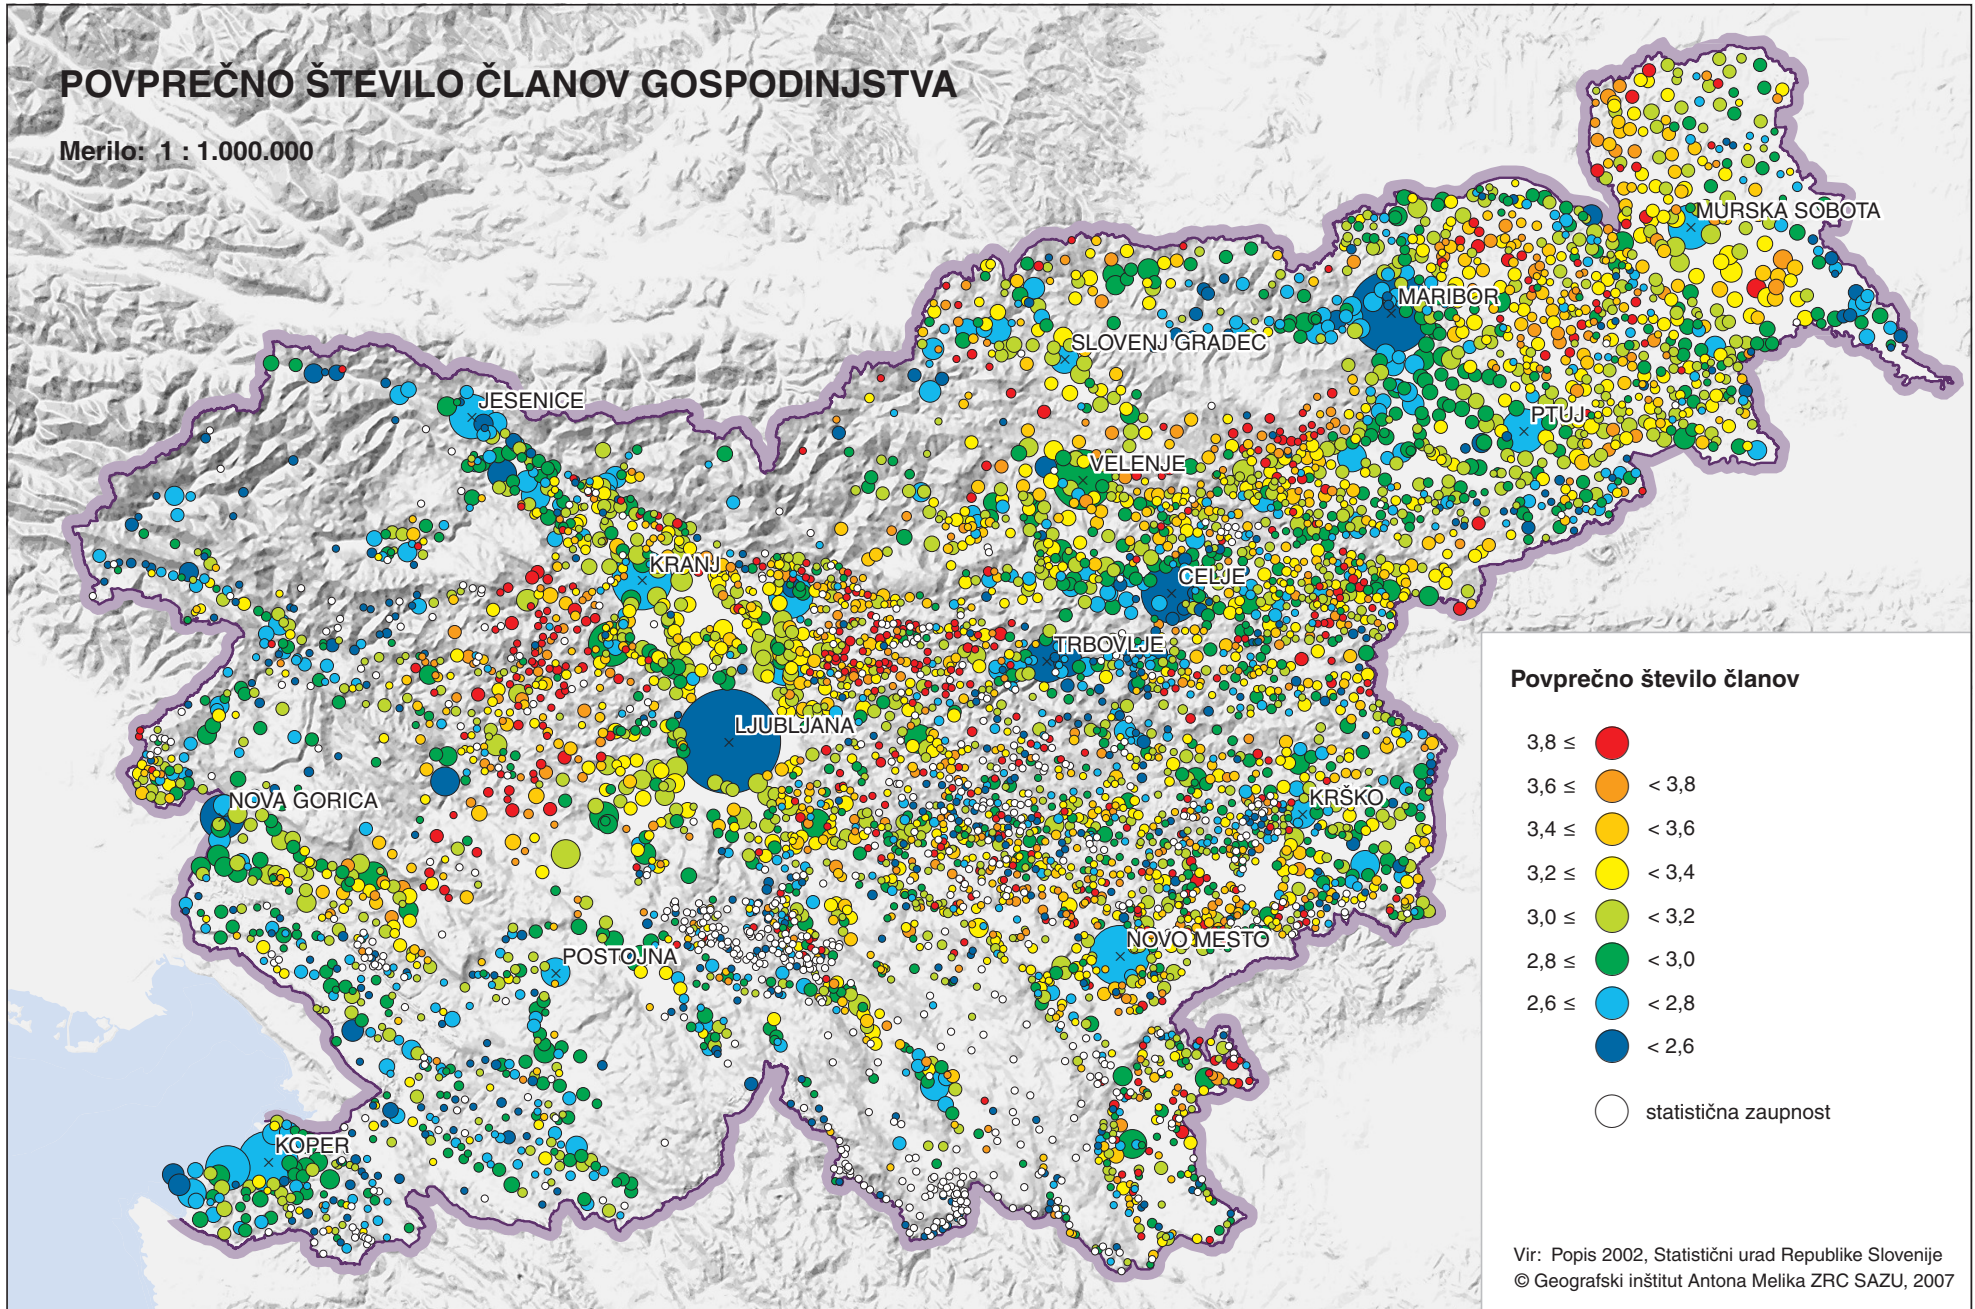 POVPREČNO ŠTEVILO ČLANOV GOSPODINJSTVA
Merilo: 1 : 1.000.000
MURSKA SOBOTA
MARIBOR
SLOVENJ GRADEC
JESENICE
PTUJ
VELENJE
KRANJ
CELJE
TRBOVLJE
LJUBLJANA
NOVA GORICA
KRŠKO
NOVO MESTO
POSTOJNA
KOPER
Povprečno število članov
3,8 ≤
3,6 ≤ < 3,8
3,4 ≤ < 3,6
3,2 ≤ < 3,4
3,0 ≤ < 3,2
2,8 ≤ < 3,0
2,6 ≤ < 2,8
< 2,6
statistična zaupnost
Vir: Popis 2002, Statistični urad Republike Slovenije
© Geografski inštitut Antona Melika ZRC SAZU, 2007